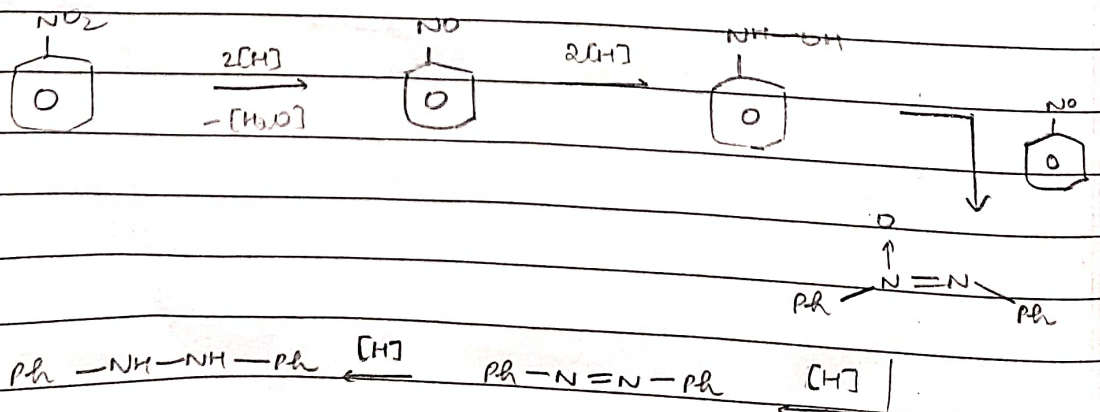 NO2 NO NH-OH
2[H] 2[H]
-[H2O]
NO
O
↑
Ph N=N Ph
Ph-NH-NH-Ph [H] Ph-N=N-Ph [H]